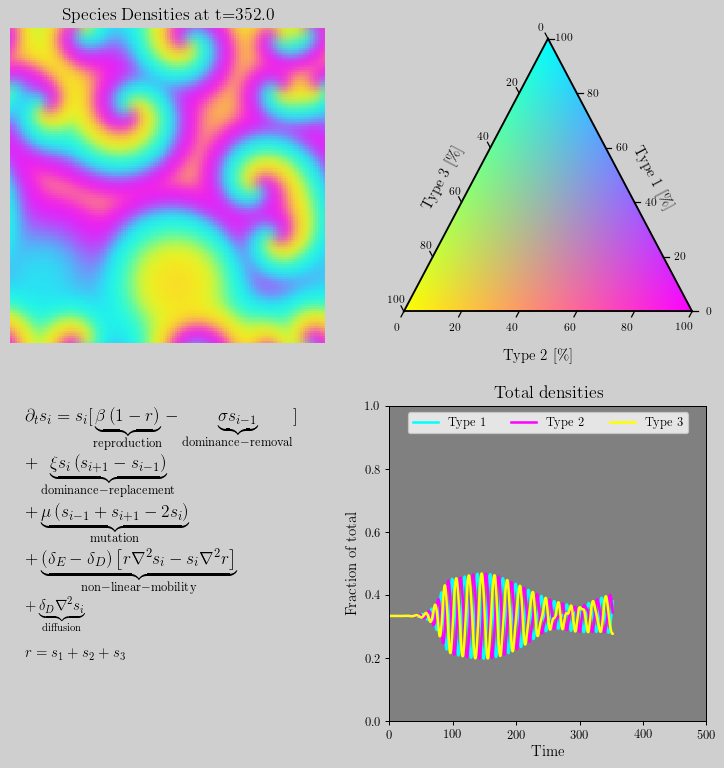 Species Densities at t=352.0
0
100
20
80
40
60
Type 3 [%]
Type 1 [%]
60
40
80
20
100
0
0
20
40
60
80
100
Type 2 [%]
∂ₜsᵢ = sᵢ[ β (1 − r) − σsᵢ₋₁ ]
reproduction dominance−removal
+ ξsᵢ (sᵢ₊₁ − sᵢ₋₁)
dominance−replacement
+ μ (sᵢ₋₁ + sᵢ₊₁ − 2sᵢ)
mutation
+ (δ_E − δ_D) [r∇²sᵢ − sᵢ∇²r]
non−linear−mobility
+ δ_D∇²sᵢ
diffusion
r = s₁ + s₂ + s₃
Total densities
Type 1 Type 2 Type 3
1.0
0.8
0.6
0.4
0.2
0.0
Fraction of total
0 100 200 300 400 500
Time